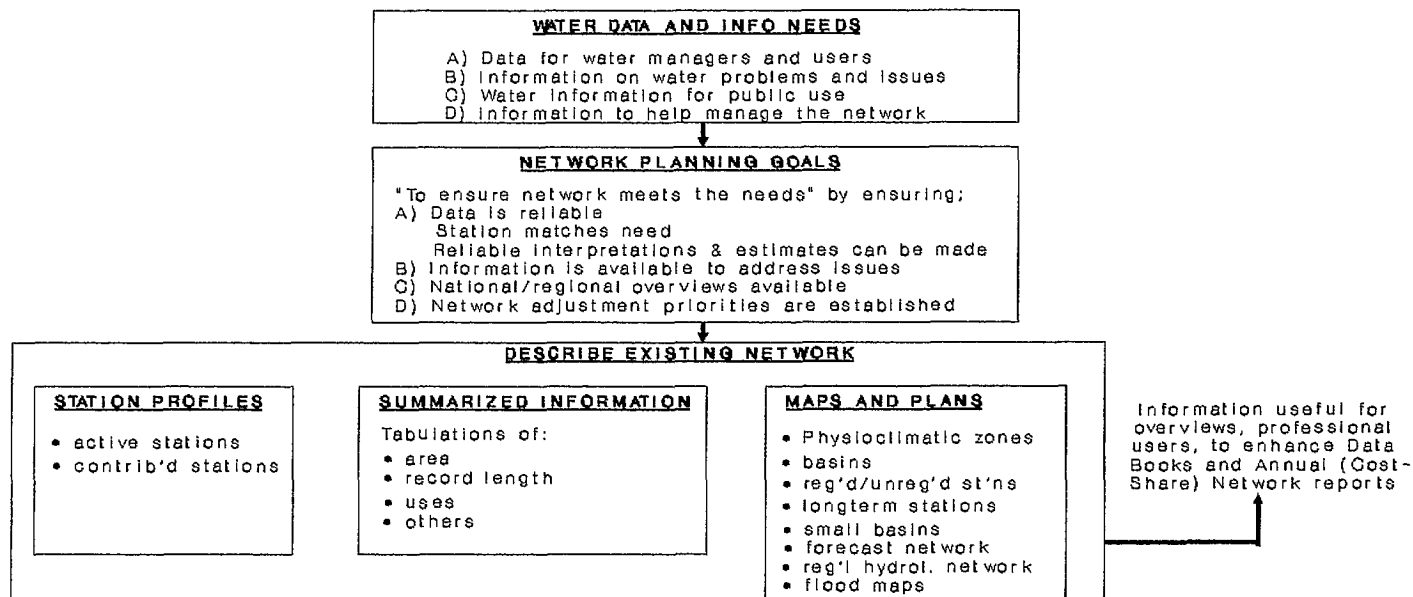 WATER DATA AND INFO NEEDS
A) Data for water managers and users
B) Information on water problems and issues
C) Water information for public use
D) Information to help manage the network
NETWORK PLANNING GOALS
"To ensure network meets the needs" by ensuring;
A) Data is reliable
Station matches need
Reliable interpretations & estimates can be made
B) Information is available to address issues
C) National/regional overviews available
D) Network adjustment priorities are established
DESCRIBE EXISTING NETWORK
STATION PROFILES
• active stations
• contrib'd stations
SUMMARIZED INFORMATION
Tabulations of:
• area
• record length
• uses
• others
MAPS AND PLANS
• Physioclimatic zones
• basins
• reg'd/unreg'd st'ns
• longterm stations
• small basins
• forecast network
• reg'l hydrol. network
• flood maps
Information useful for
overviews, professional
users, to enhance Data
Books and Annual (Cost-
Share) Network reports